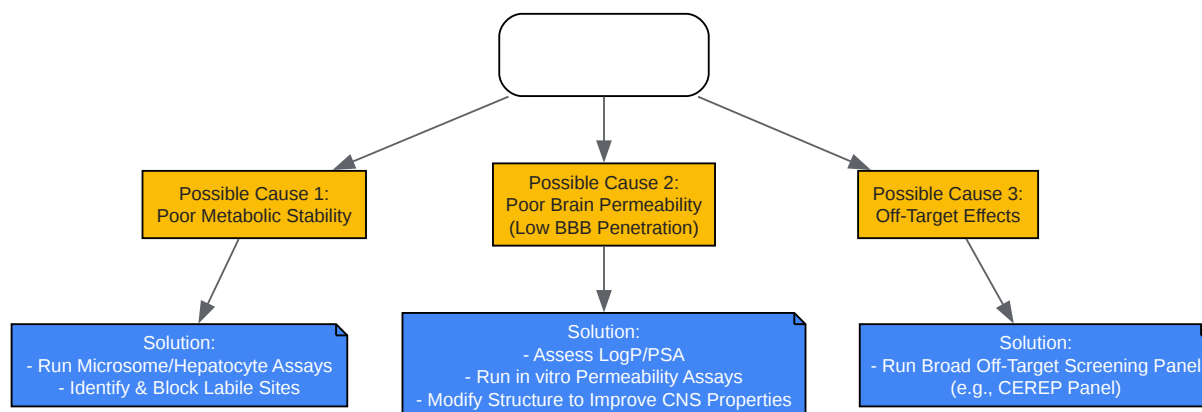 Possible Cause 1:
Poor Metabolic Stability
Possible Cause 2:
Poor Brain Permeability
(Low BBB Penetration)
Possible Cause 3:
Off-Target Effects
Solution:
- Run Microsome/Hepatocyte Assays
- Identify & Block Labile Sites
Solution:
- Assess LogP/PSA
- Run in vitro Permeability Assays
- Modify Structure to Improve CNS Properties
Solution:
- Run Broad Off-Target Screening Panel
(e.g., CEREP Panel)